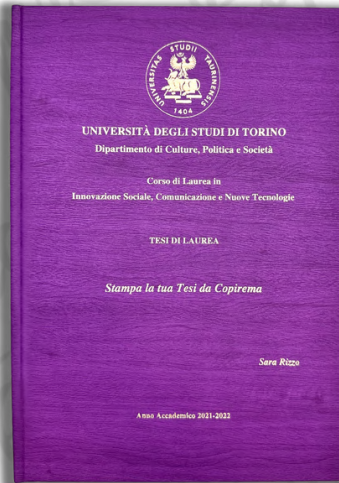 UNIVERSITAS STUDII TAURINENSIS
1404
UNIVERSITÀ DEGLI STUDI DI TORINO
Dipartimento di Culture, Politica e Società
Corso di Laurea in
Innovazione Sociale, Comunicazione e Nuove Tecnologie
TESI DI LAUREA
Stampa la tua Tesi da Copirema
Sara Rizzo
Anno Accademico 2021-2022